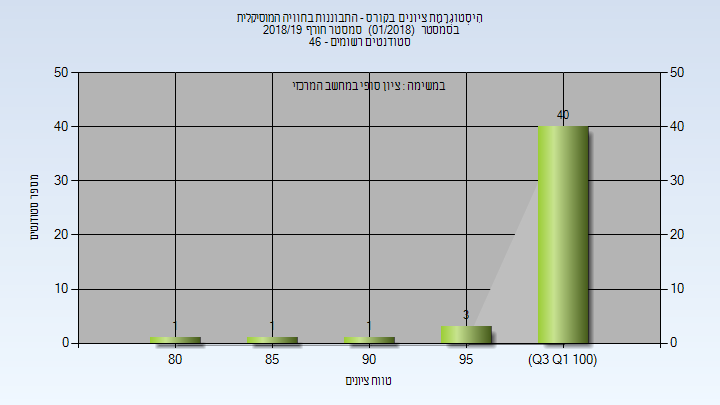 היסטוגרמת ציונים בקורס - התבוננות בחוויה המוסיקלית
בסמסטר (01/2018) סמסטר חורף 2018/19
סטודנטים רשומים - 46
במשימה : ציון סופי במחשב המרכזי
50 50
40 40
30 30
20 20
10 10
0 0
1 1 1 3 40
80 85 90 95 (Q3 Q1 100)
מספר סטודנטים
טווח ציונים